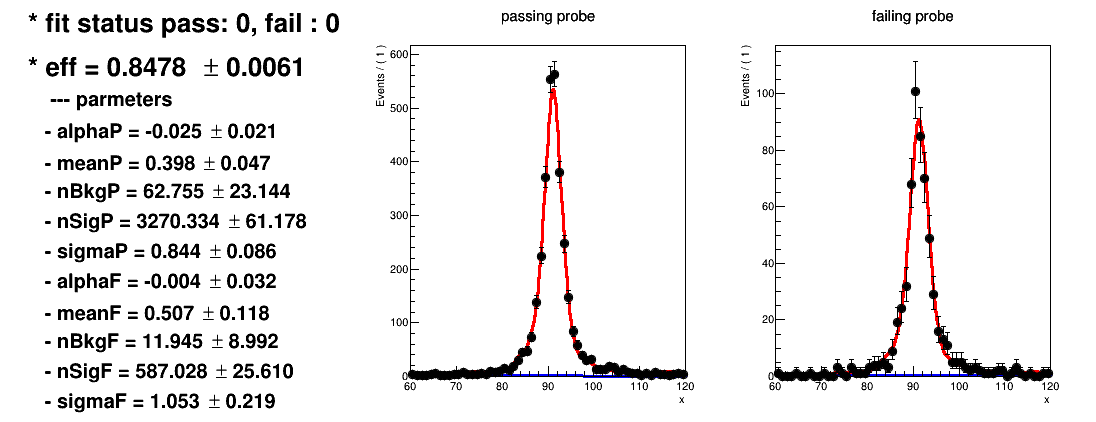 * fit status pass: 0, fail : 0
* eff = 0.8478 ± 0.0061
--- parmeters
- alphaP = -0.025 ± 0.021
- meanP = 0.398 ± 0.047
- nBkgP = 62.755 ± 23.144
- nSigP = 3270.334 ± 61.178
- sigmaP = 0.844 ± 0.086
- alphaF = -0.004 ± 0.032
- meanF = 0.507 ± 0.118
- nBkgF = 11.945 ± 8.992
- nSigF = 587.028 ± 25.610
- sigmaF = 1.053 ± 0.219
passing probe
Events / ( 1 )
600
500
400
300
200
100
0
60 70 80 90 100 110 120
x
failing probe
Events / ( 1 )
100
80
60
40
20
0
60 70 80 90 100 110 120
x